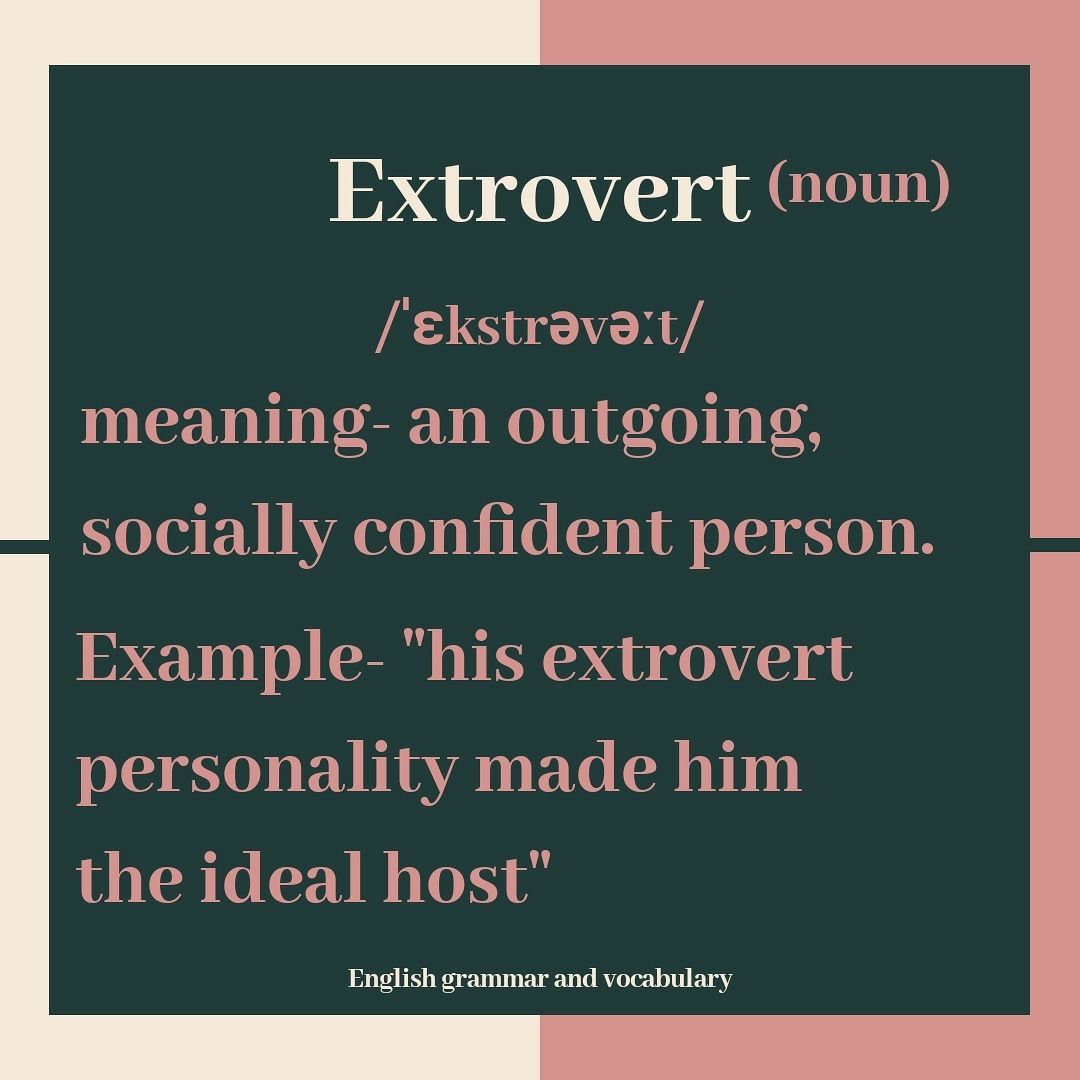 Extrovert (noun)
/ˈɛkstrəvəːt/
meaning- an outgoing,
socially confident person.
Example- "his extrovert
personality made him
the ideal host"
English grammar and vocabulary